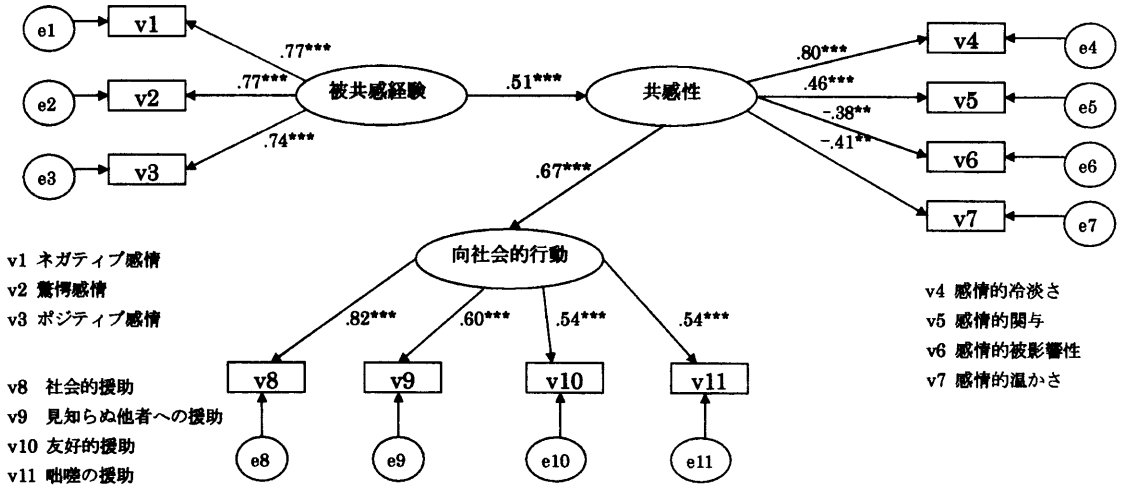 e1
v1
.77***
e2
v2
.77***
被共感経験
e3
v3
.74***
.51***
共感性
.80***
v4
e4
.46***
v5
e5
-.38**
v6
e6
-.41**
v7
e7
.67***
向社会的行動
.82***
.60***
.54***
.54***
v8
v9
v10
v11
e8
e9
e10
e11
v1 ネガティブ感情
v2 驚愕感情
v3 ポジティブ感情
v4 感情的冷淡さ
v5 感情的関与
v6 感情的被影響性
v7 感情的温かさ
v8 社会的援助
v9 見知らぬ他者への援助
v10 友好的援助
v11 咄嗟の援助